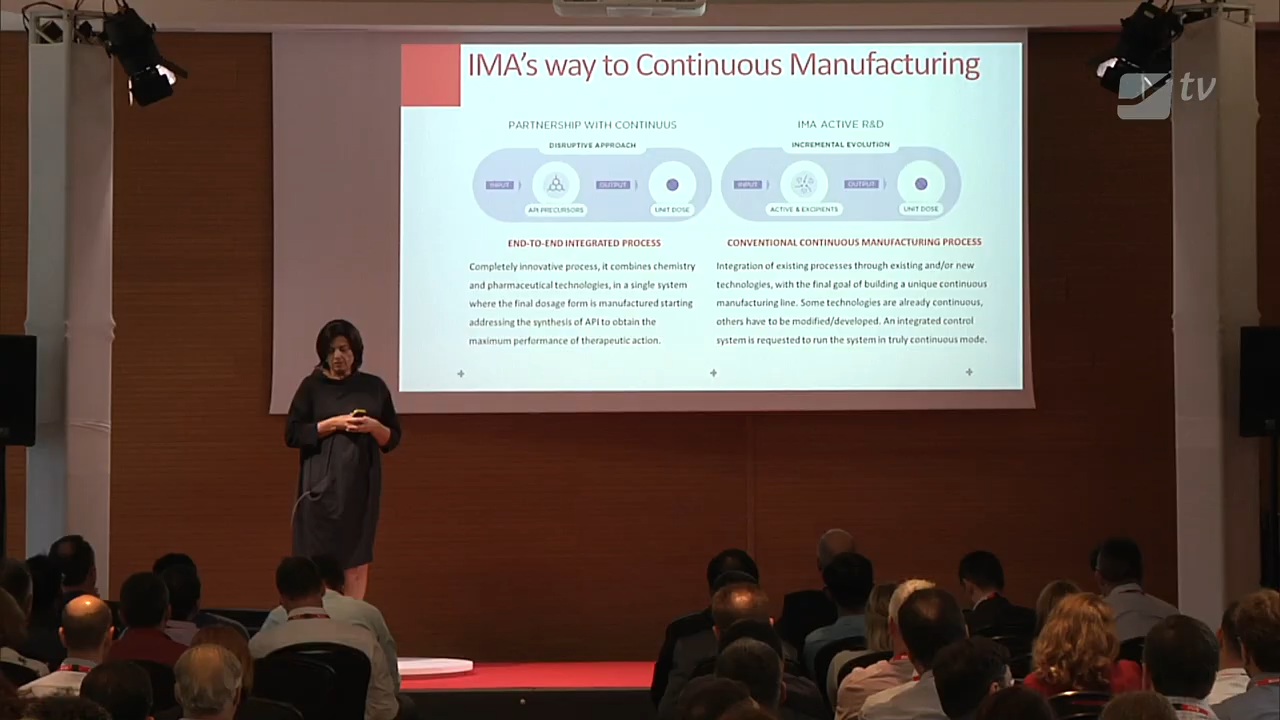 IMA's way to Continuous Manufacturing
tv
PARTNERSHIP WITH CONTINUUS
DISRUPTIVE APPROACH
INPUT
OUTPUT
API PRECURSORS
UNIT DOSE
END-TO-END INTEGRATED PROCESS
Completely innovative process, it combines chemistry
and pharmaceutical technologies, in a single system
where the final dosage form is manufactured starting
addressing the synthesis of API to obtain the
maximum performance of therapeutic action.
IMA ACTIVE R&D
INCREMENTAL EVOLUTION
INPUT
OUTPUT
ACTIVE & EXCIPIENTS
UNIT DOSE
CONVENTIONAL CONTINUOUS MANUFACTURING PROCESS
Integration of existing processes through existing and/or new
technologies, with the final goal of building a unique continuous
manufacturing line. Some technologies are already continuous,
others have to be modified/developed. An integrated control
system is requested to run the system in truly continuous mode.